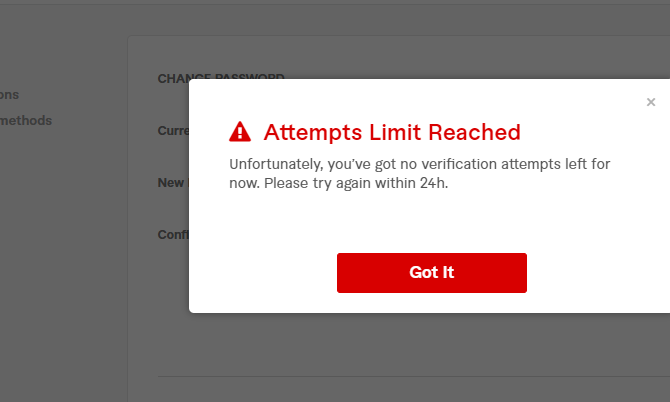 CHANGE PASSWORD
ons
methods
Curre
New
Confi
×
Attempts Limit Reached
Unfortunately, you've got no verification attempts left for
now. Please try again within 24h.
Got It